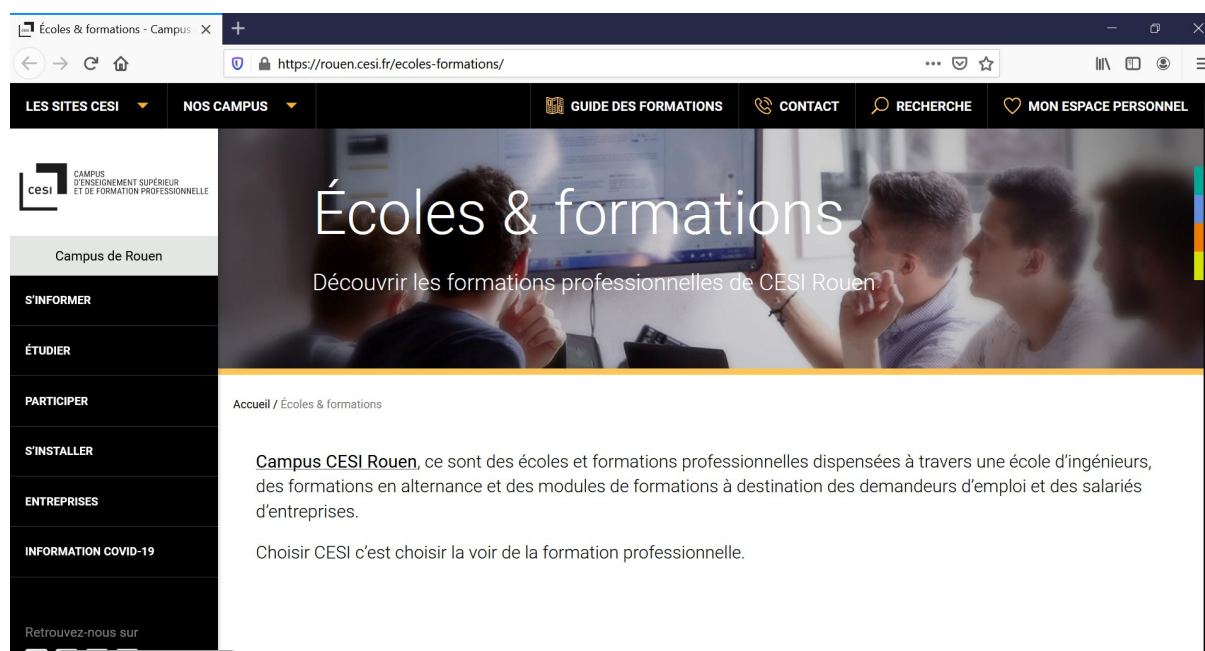 Écoles & formations - Campus
https://rouen.cesi.fr/ecoles-formations/
LES SITES CESI
NOS CAMPUS
GUIDE DES FORMATIONS
CONTACT
RECHERCHE
MON ESPACE PERSONNEL
cesi
CAMPUS
D'ENSEIGNEMENT SUPÉRIEUR
ET DE FORMATION PROFESSIONNELLE
Campus de Rouen
S'INFORMER
ÉTUDIER
PARTICIPER
S'INSTALLER
ENTREPRISES
INFORMATION COVID-19
Retrouvez-nous sur
Écoles & formations
Découvrir les formations professionnelles de CESI Rouen
Accueil / Écoles & formations
Campus CESI Rouen, ce sont des écoles et formations professionnelles dispensées à travers une école d'ingénieurs,
des formations en alternance et des modules de formations à destination des demandeurs d'emploi et des salariés
d'entreprises.
Choisir CESI c'est choisir la voir de la formation professionnelle.